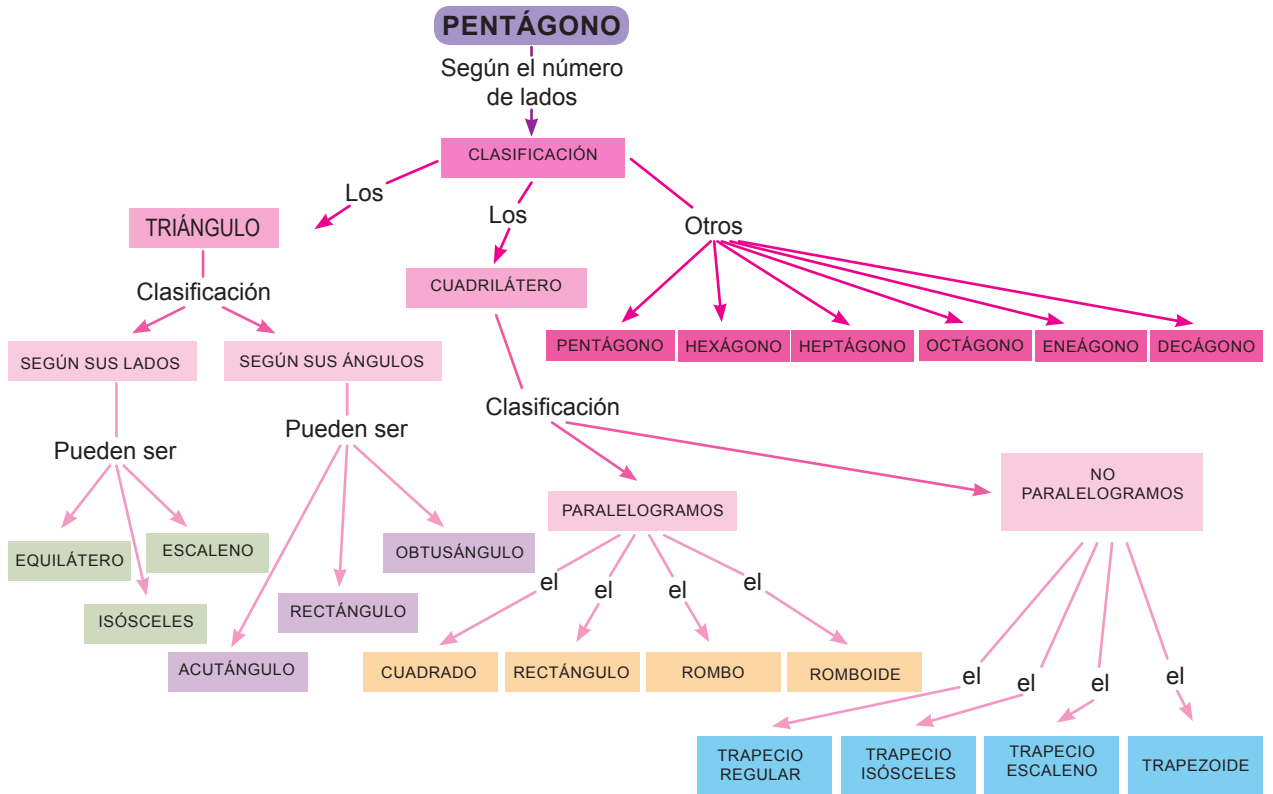 PENTÁGONO
Según el número
de lados
CLASIFICACIÓN
Los
Los
Otros
TRIÁNGULO
CUADRILÁTERO
Clasificación
PENTÁGONO
HEXÁGONO
HEPTÁGONO
OCTÁGONO
ENEÁGONO
DECÁGONO
SEGÚN SUS LADOS
SEGÚN SUS ÁNGULOS
Clasificación
Pueden ser
Pueden ser
NO
PARALELOGRAMOS
PARALELOGRAMOS
EQUILÁTERO
ESCALENO
OBTUSÁNGULO
ISÓSCELES
RECTÁNGULO
ACUTÁNGULO
el
el
el
el
CUADRADO
RECTÁNGULO
ROMBO
ROMBOIDE
el
el
el
el
TRAPECIO
REGULAR
TRAPECIO
ISÓSCELES
TRAPECIO
ESCALENO
TRAPEZOIDE